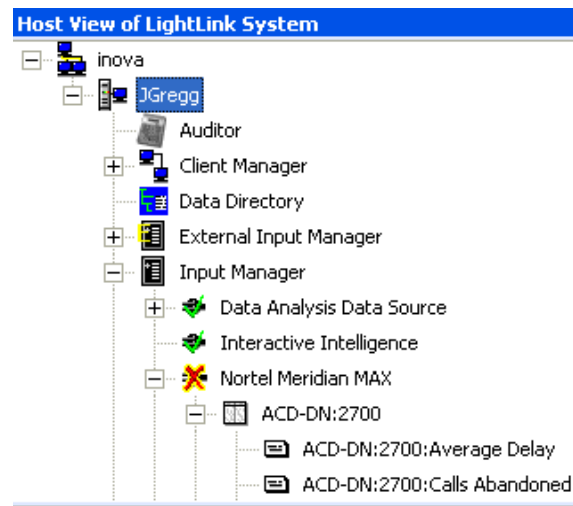 Host View of LightLink System
inova
JGregg
Auditor
Client Manager
Data Directory
External Input Manager
Input Manager
Data Analysis Data Source
Interactive Intelligence
Nortel Meridian MAX
ACD-DN:2700
ACD-DN:2700:Average Delay
ACD-DN:2700:Calls Abandoned